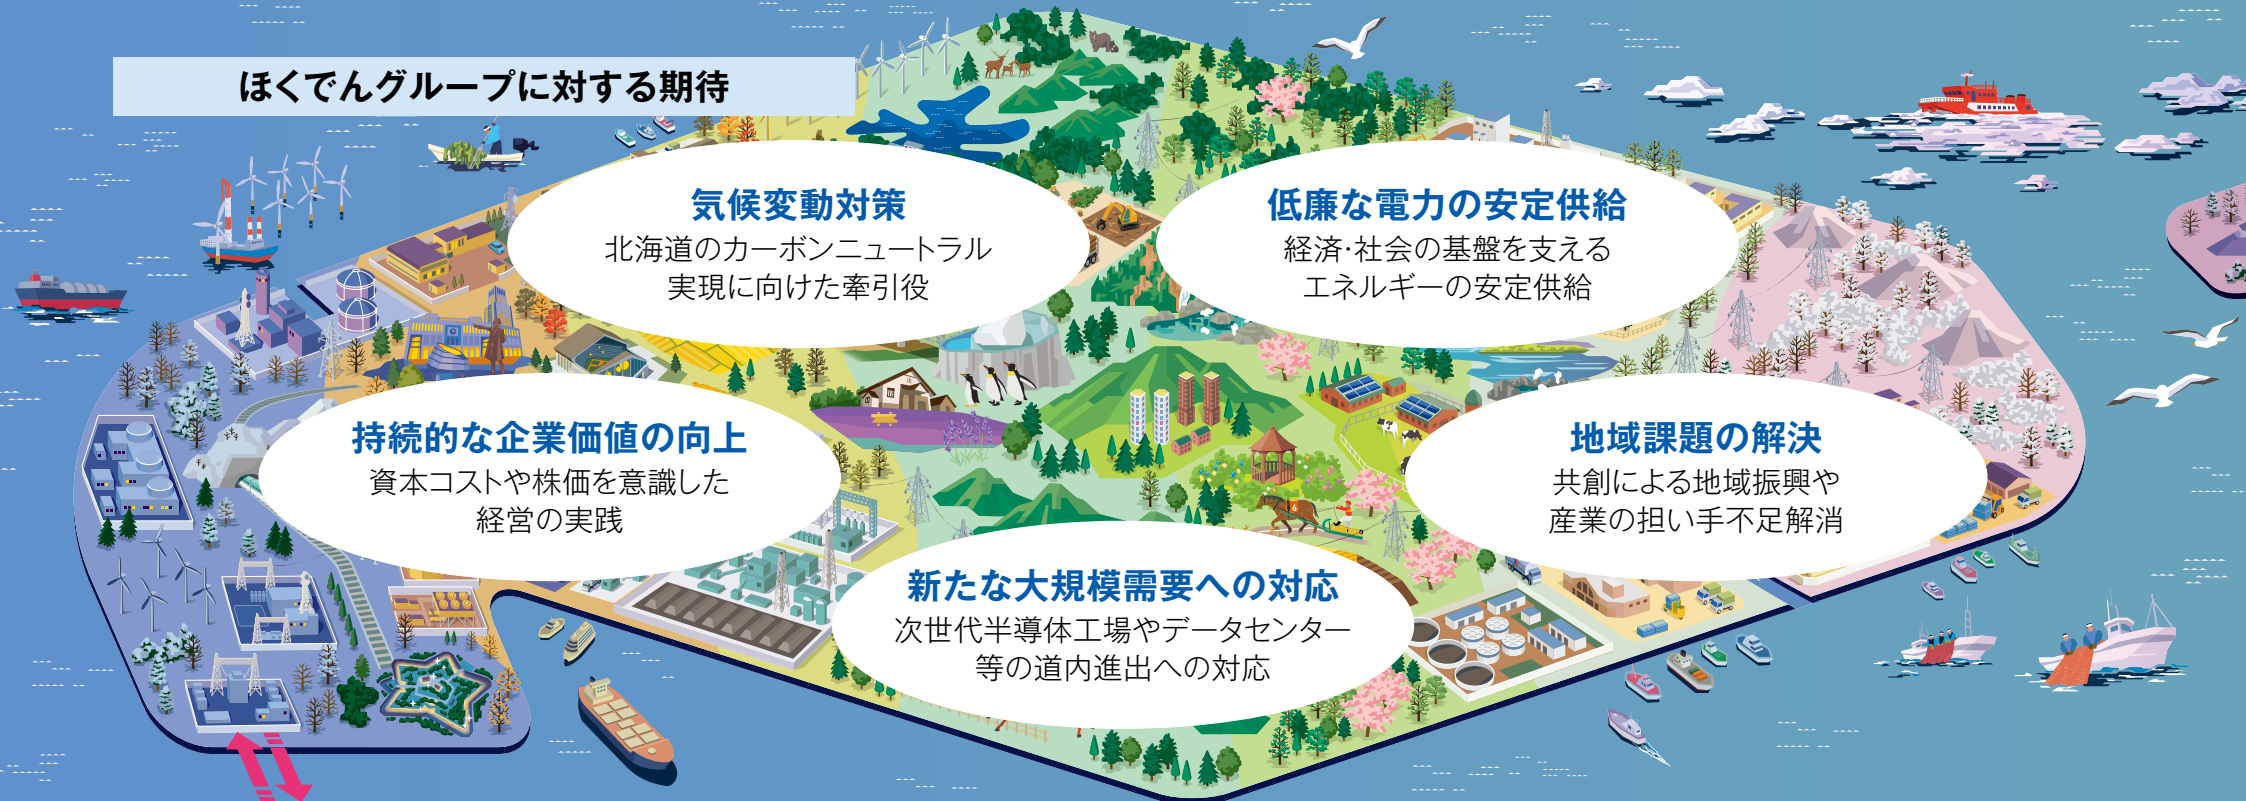 ほくでんグループに対する期待
気候変動対策
北海道のカーボンニュートラル
実現に向けた牽引役
低廉な電力の安定供給
経済・社会の基盤を支える
エネルギーの安定供給
持続的な企業価値の向上
資本コストや株価を意識した
経営の実践
地域課題の解決
共創による地域振興や
産業の担い手不足解消
新たな大規模需要への対応
次世代半導体工場やデータセンター
等の道内進出への対応
6